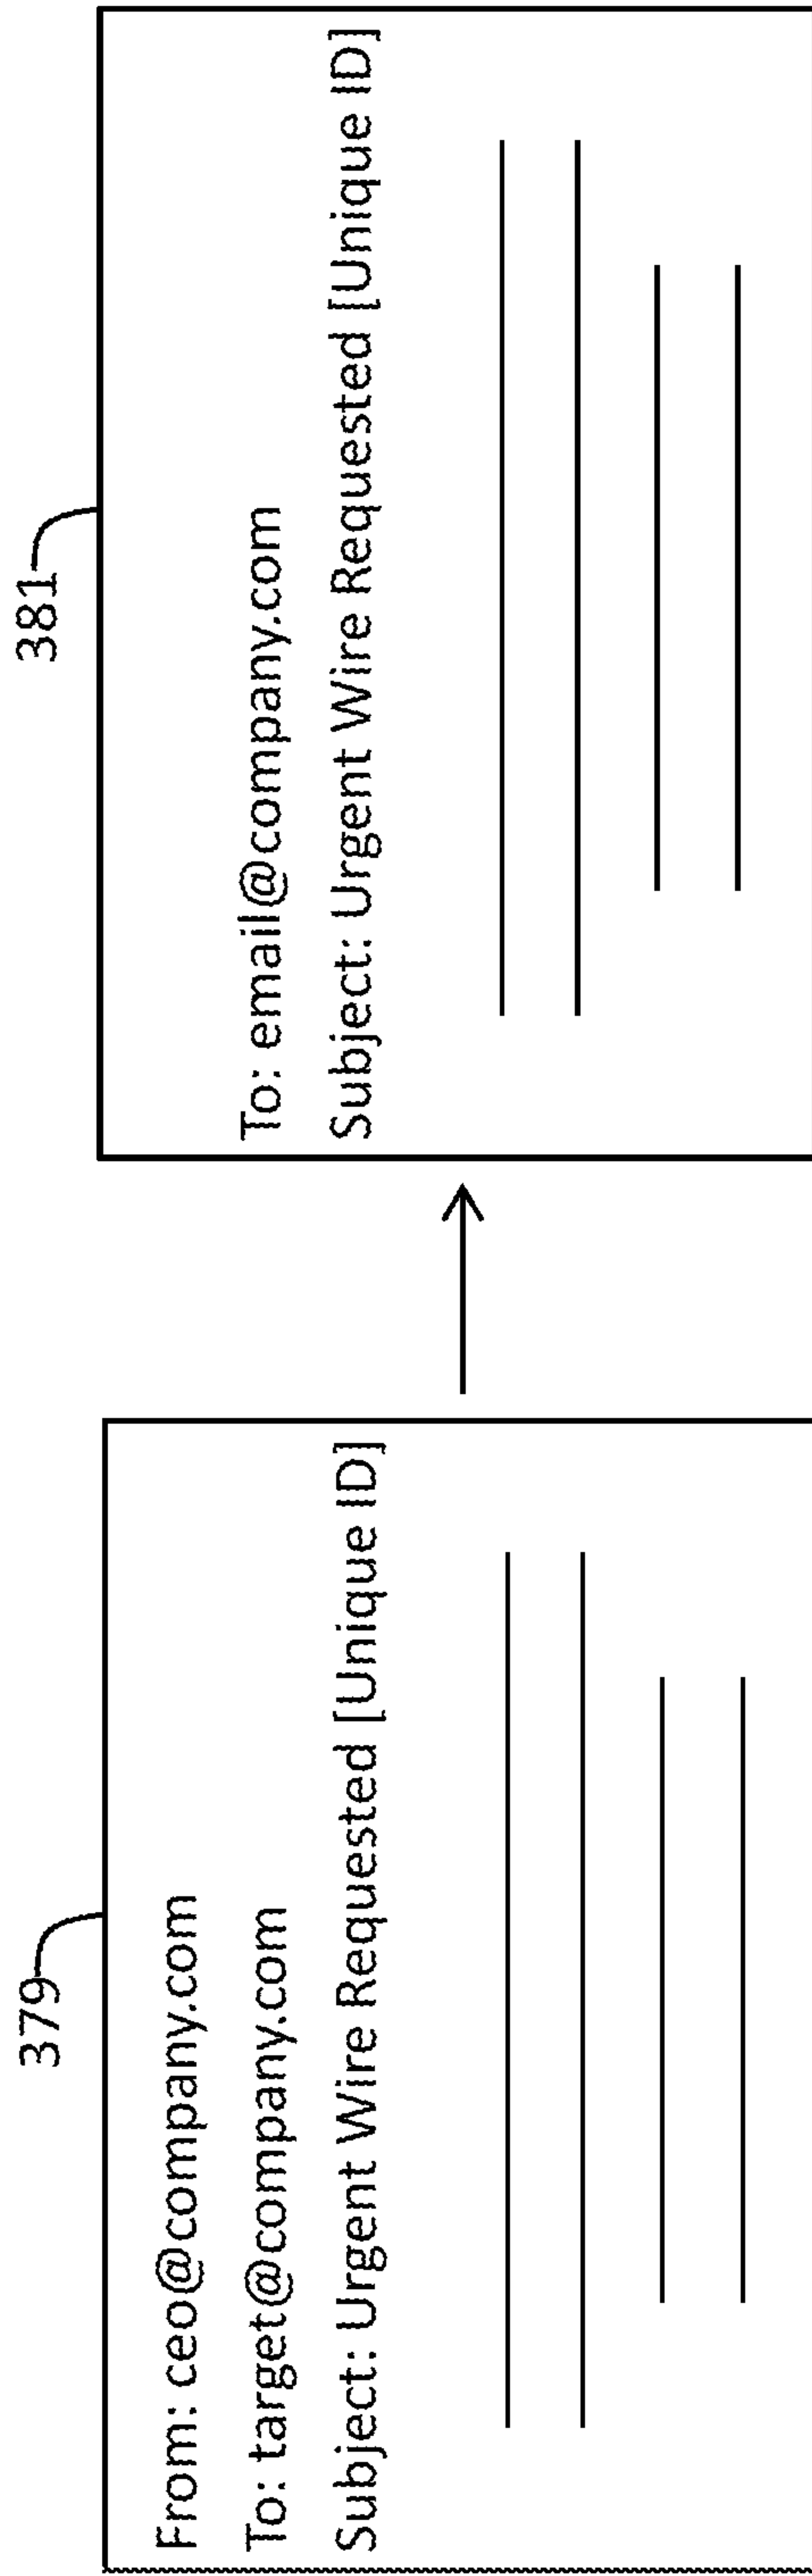 379
From: ceo@company.com
To: target@company.com
Subject: Urgent Wire Requested [Unique ID]
381
To: email@company.com
Subject: Urgent Wire Requested [Unique ID]